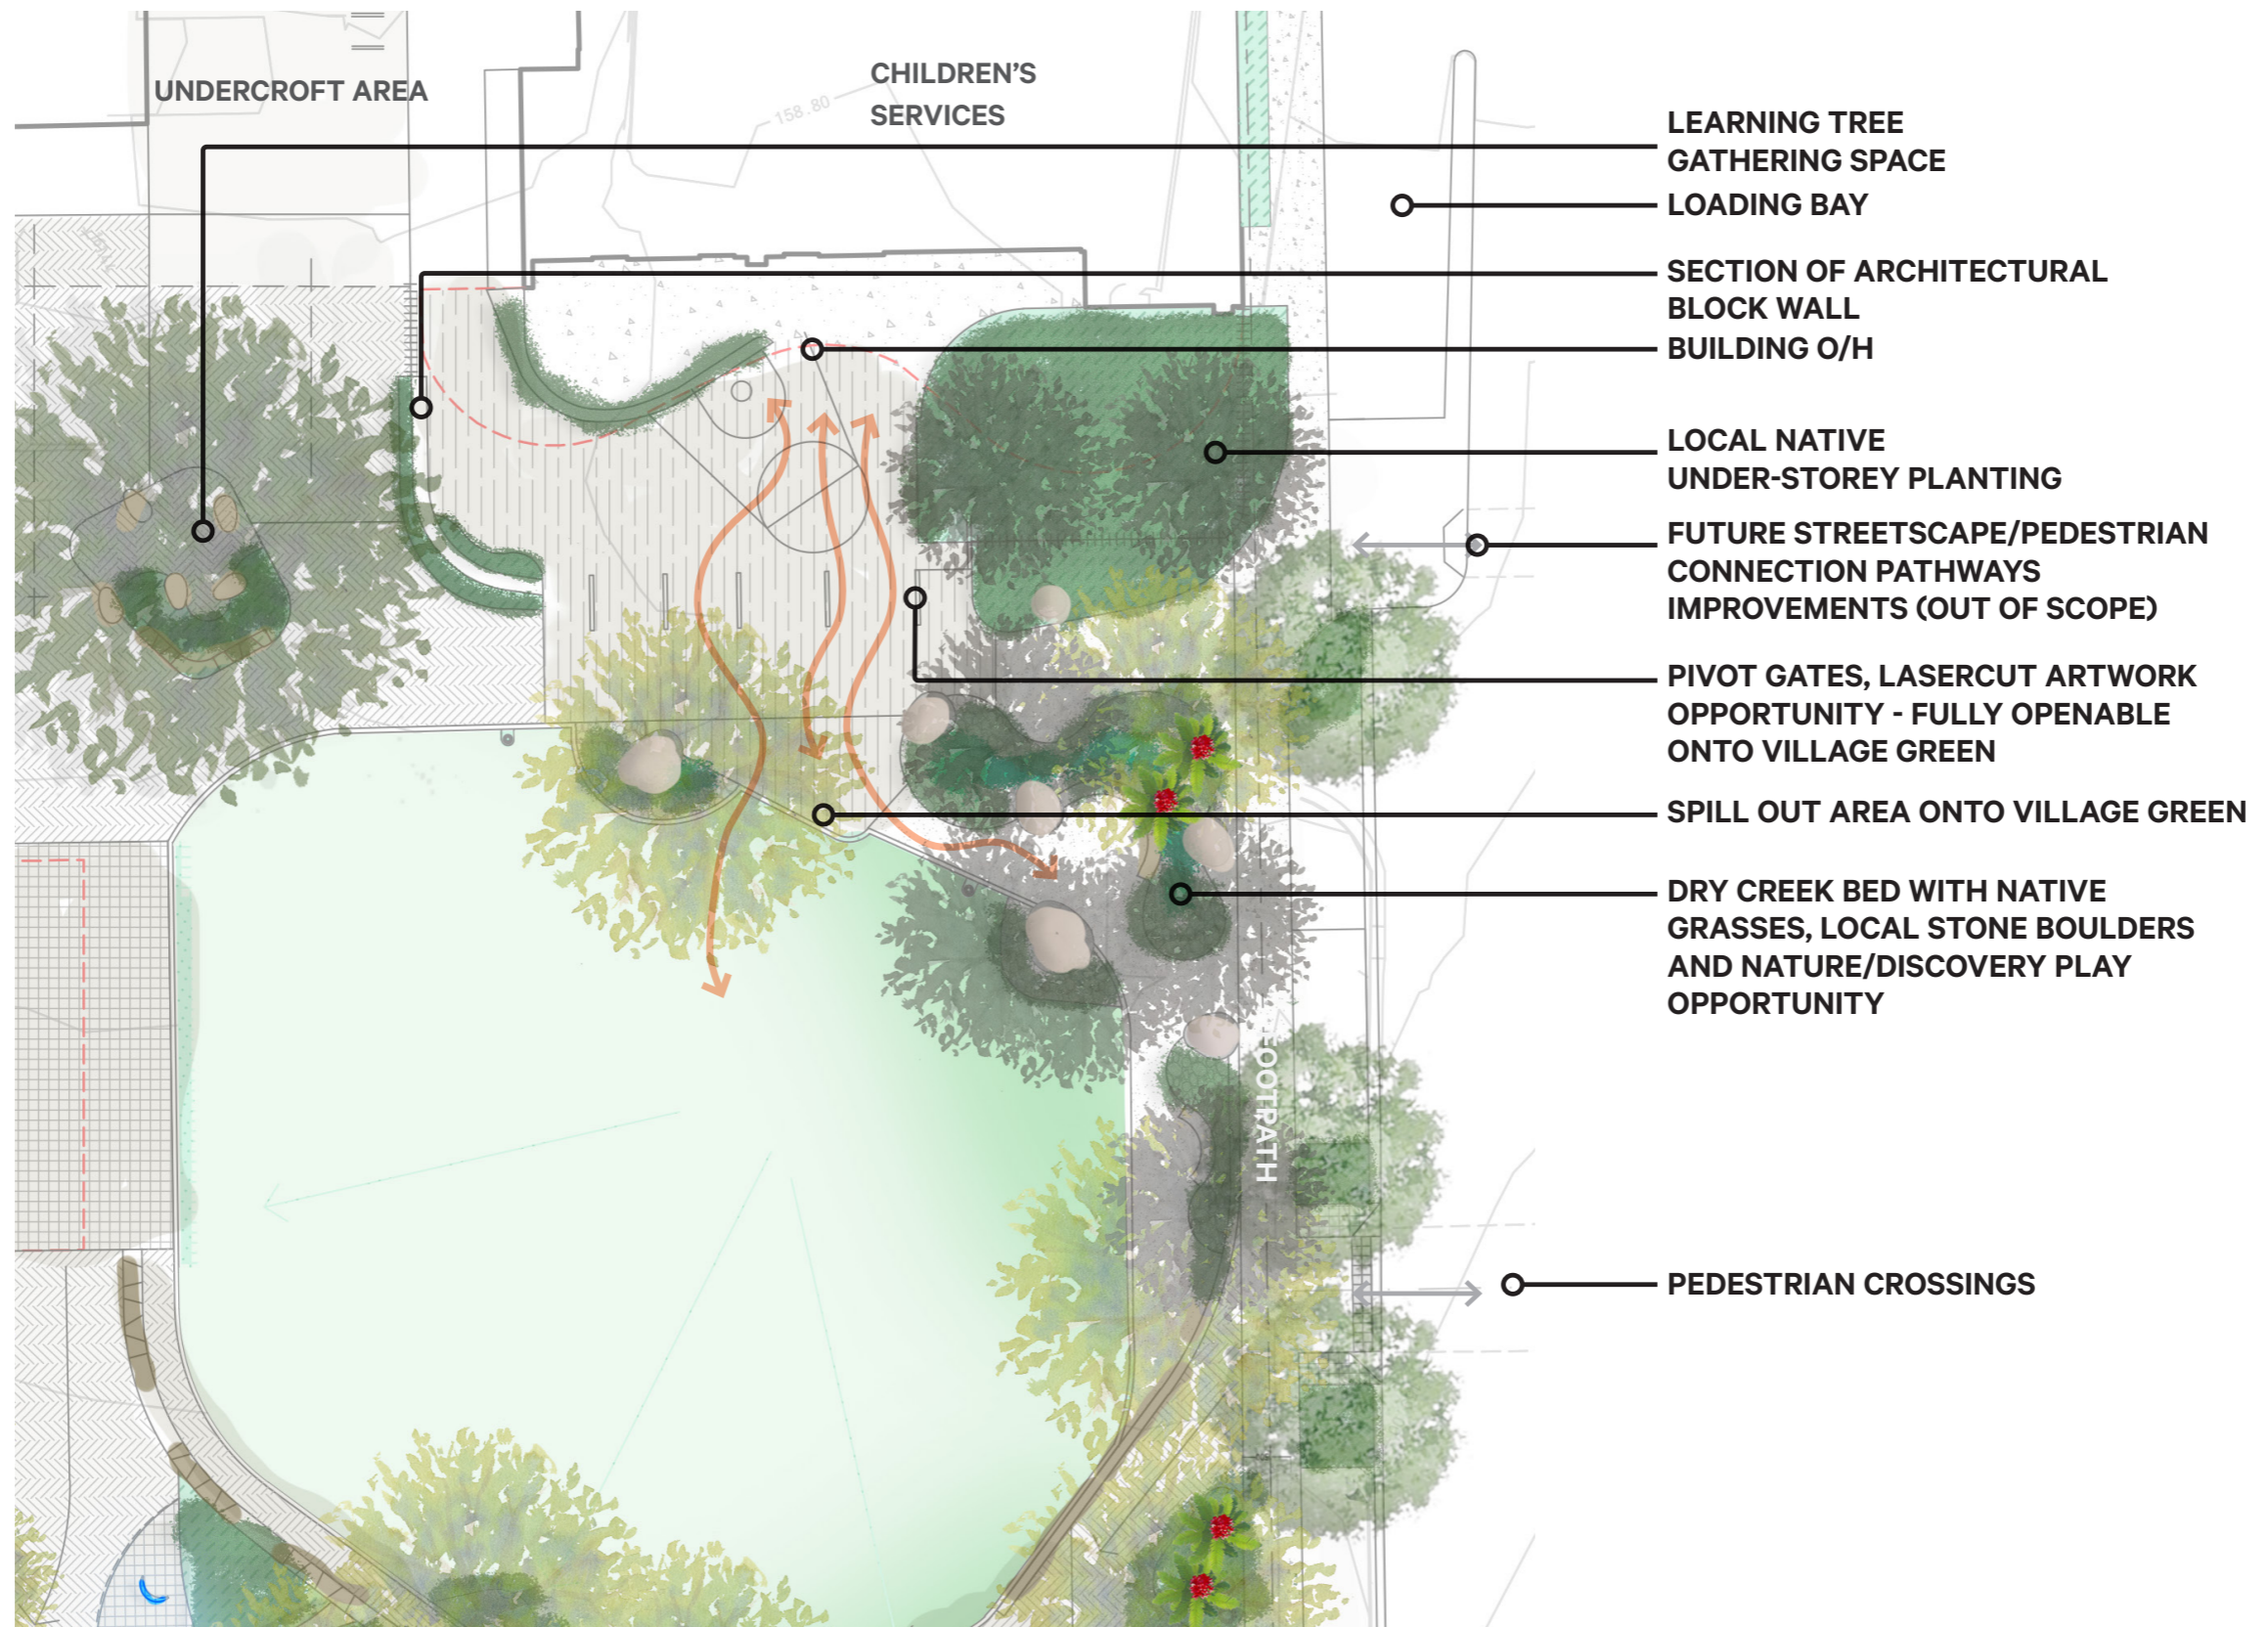 UNDERCROFT AREA
CHILDREN'S
SERVICES
158.80
LEARNING TREE
GATHERING SPACE
LOADING BAY
SECTION OF ARCHITECTURAL
BLOCK WALL
BUILDING O/H
LOCAL NATIVE
UNDER-STOREY PLANTING
FUTURE STREETSCAPE/PEDESTRIAN
CONNECTION PATHWAYS
IMPROVEMENTS (OUT OF SCOPE)
PIVOT GATES, LASERCUT ARTWORK
OPPORTUNITY - FULLY OPENABLE
ONTO VILLAGE GREEN
SPILL OUT AREA ONTO VILLAGE GREEN
DRY CREEK BED WITH NATIVE
GRASSES, LOCAL STONE BOULDERS
AND NATURE/DISCOVERY PLAY
OPPORTUNITY
FOOTPATH
PEDESTRIAN CROSSINGS